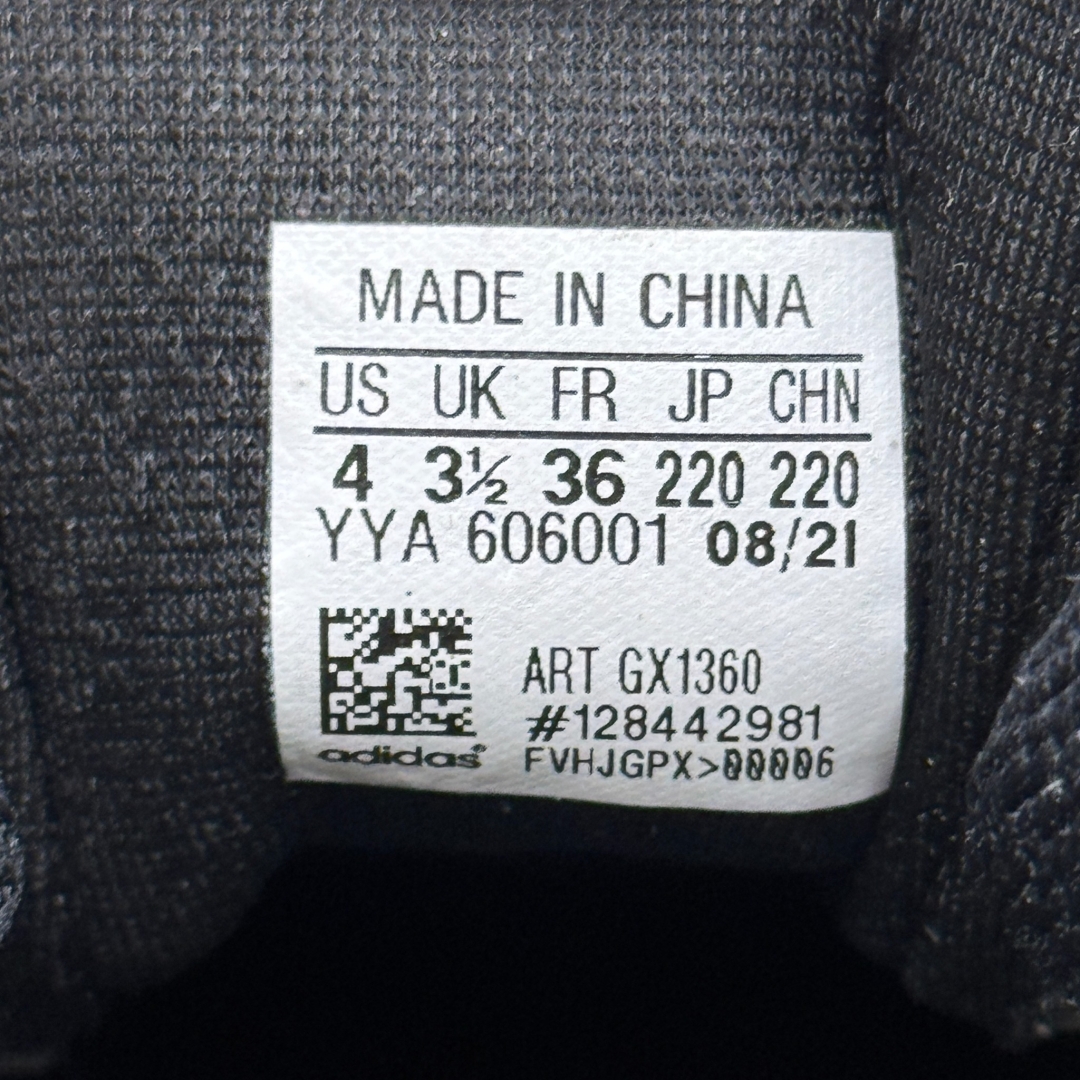 MADE IN CHINA
US UK FR JP CHN
4 3½ 36 220 220
YYA 606001 08/21
ART GX1360
#128442981
adidas®
FVHJGPX>00006